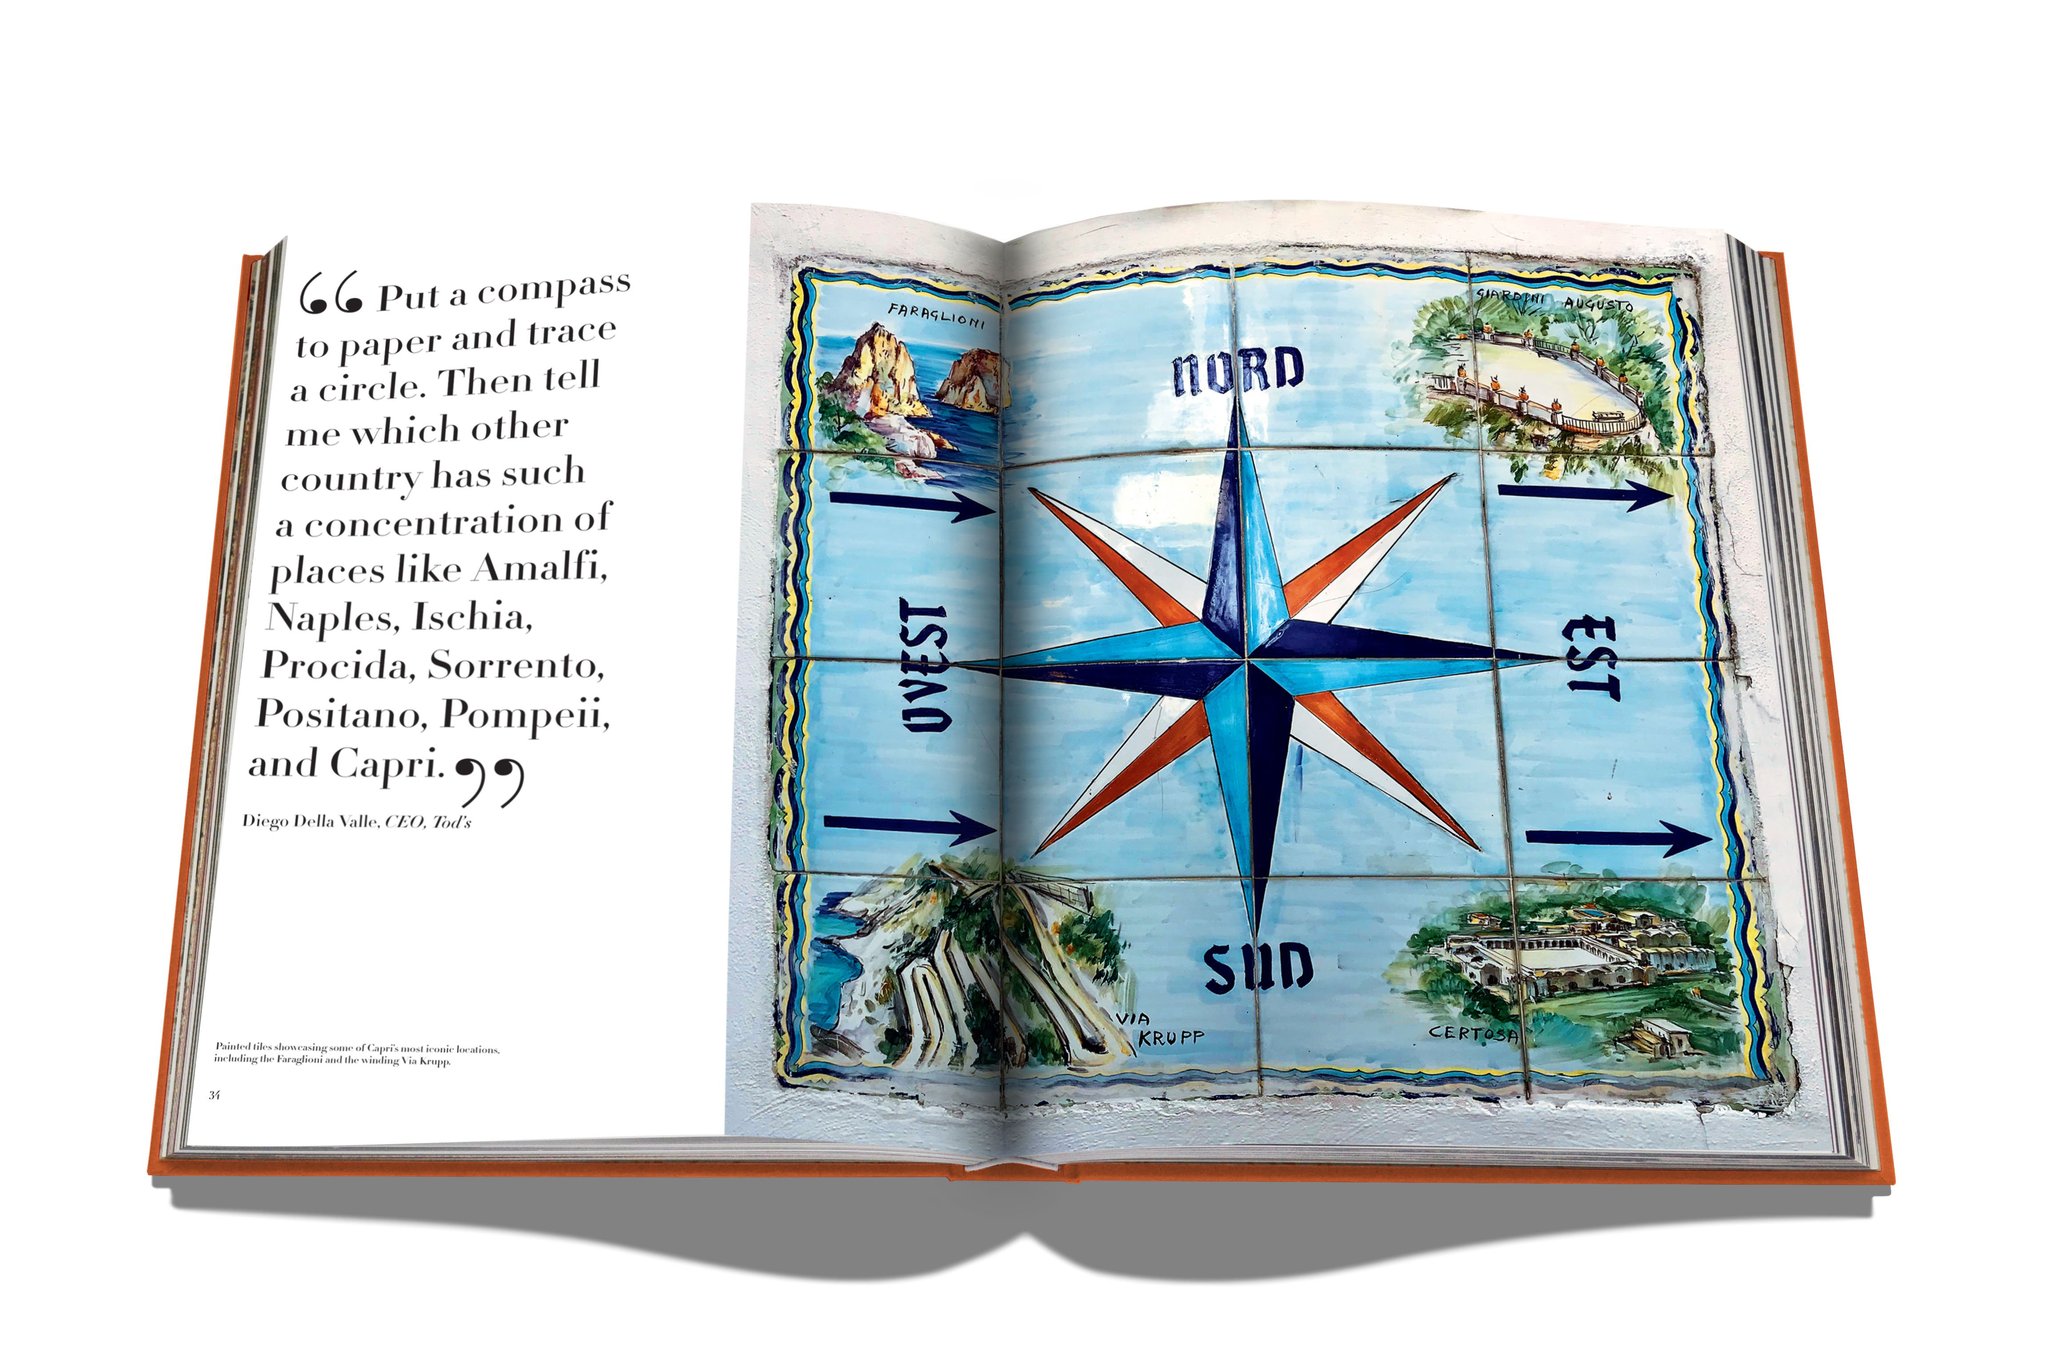 “ Put a compass
to paper and trace
a circle. Then tell
me which other
country has such
a concentration of
places like Amalfi,
Naples, Ischia,
Procida, Sorrento,
Positano, Pompeii,
and Capri. ”
Diego Della Valle, CEO, Tod's
Painted tiles showcasing some of Capri's most iconic locations,
including the Faraglioni and the winding Via Krupp.
34
FARAGLIONI
GIARDINI AUGUSTO
NORD
OVEST
EST
SUD
VIA
KRUPP
CERTOSA